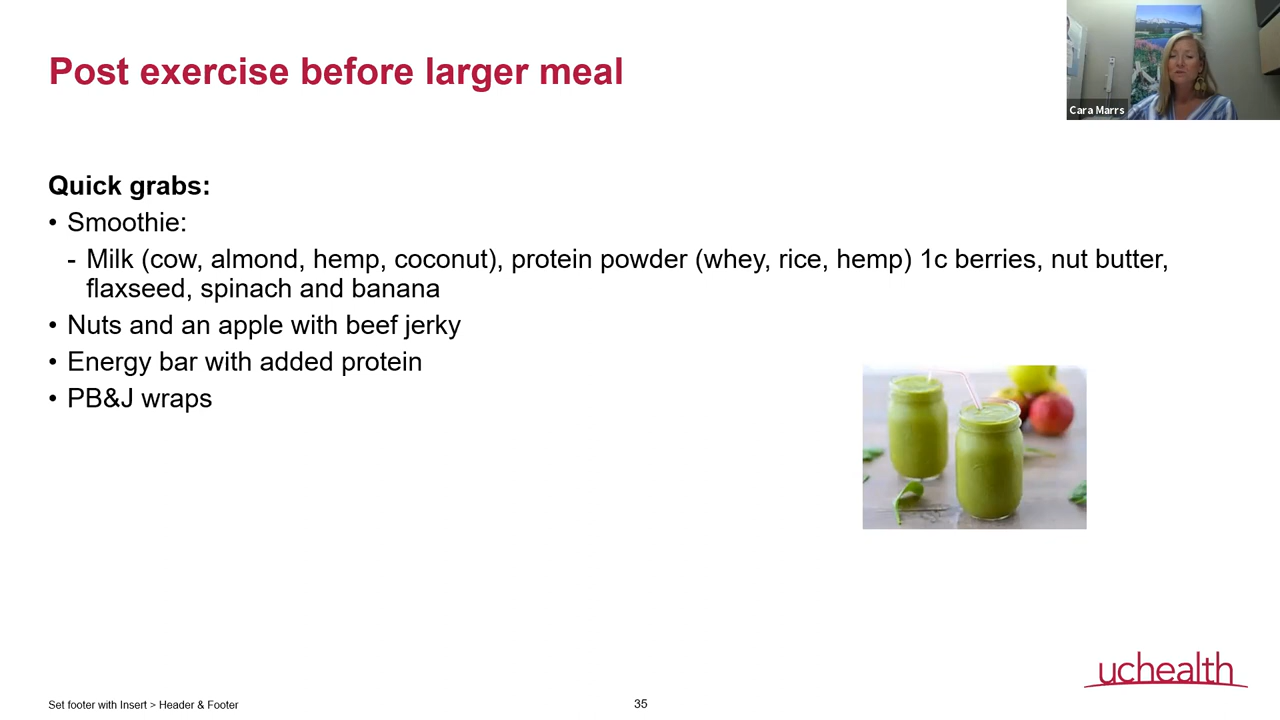 Post exercise before larger meal
Cara Marrs
Quick grabs:
• Smoothie:
- Milk (cow, almond, hemp, coconut), protein powder (whey, rice, hemp) 1c berries, nut butter,
flaxseed, spinach and banana
• Nuts and an apple with beef jerky
• Energy bar with added protein
• PB&J wraps
uchealth
Set footer with Insert > Header & Footer
35